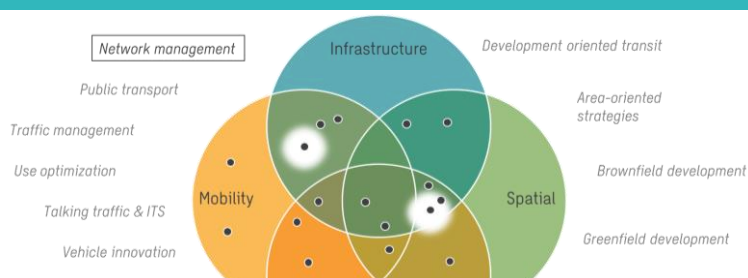 Network management
Infrastructure
Development oriented transit
Public transport
Area-oriented
strategies
Traffic management
Use optimization
Brownfield development
Mobility
Spatial
Talking traffic & ITS
Greenfield development
Vehicle innovation